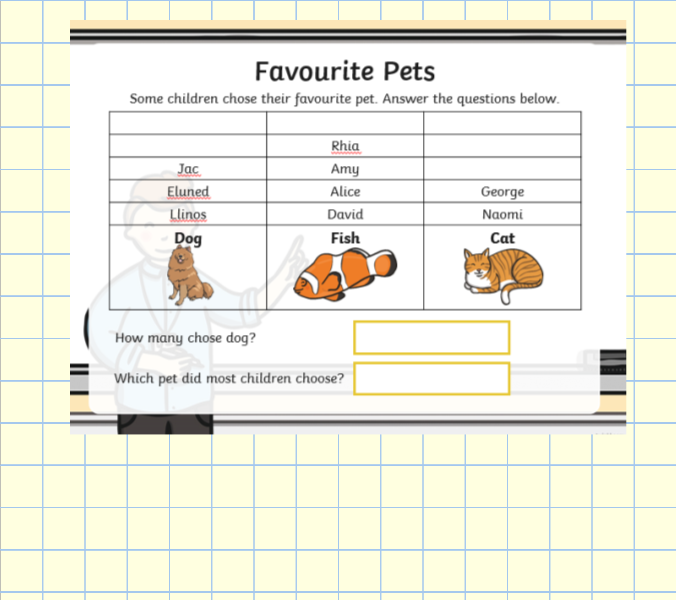 Favourite Pets
Some children chose their favourite pet. Answer the questions below.
Rhia
Jac Amy
Eluned Alice George
Llinos David Naomi
Dog Fish Cat
How many chose dog?
Which pet did most children choose?